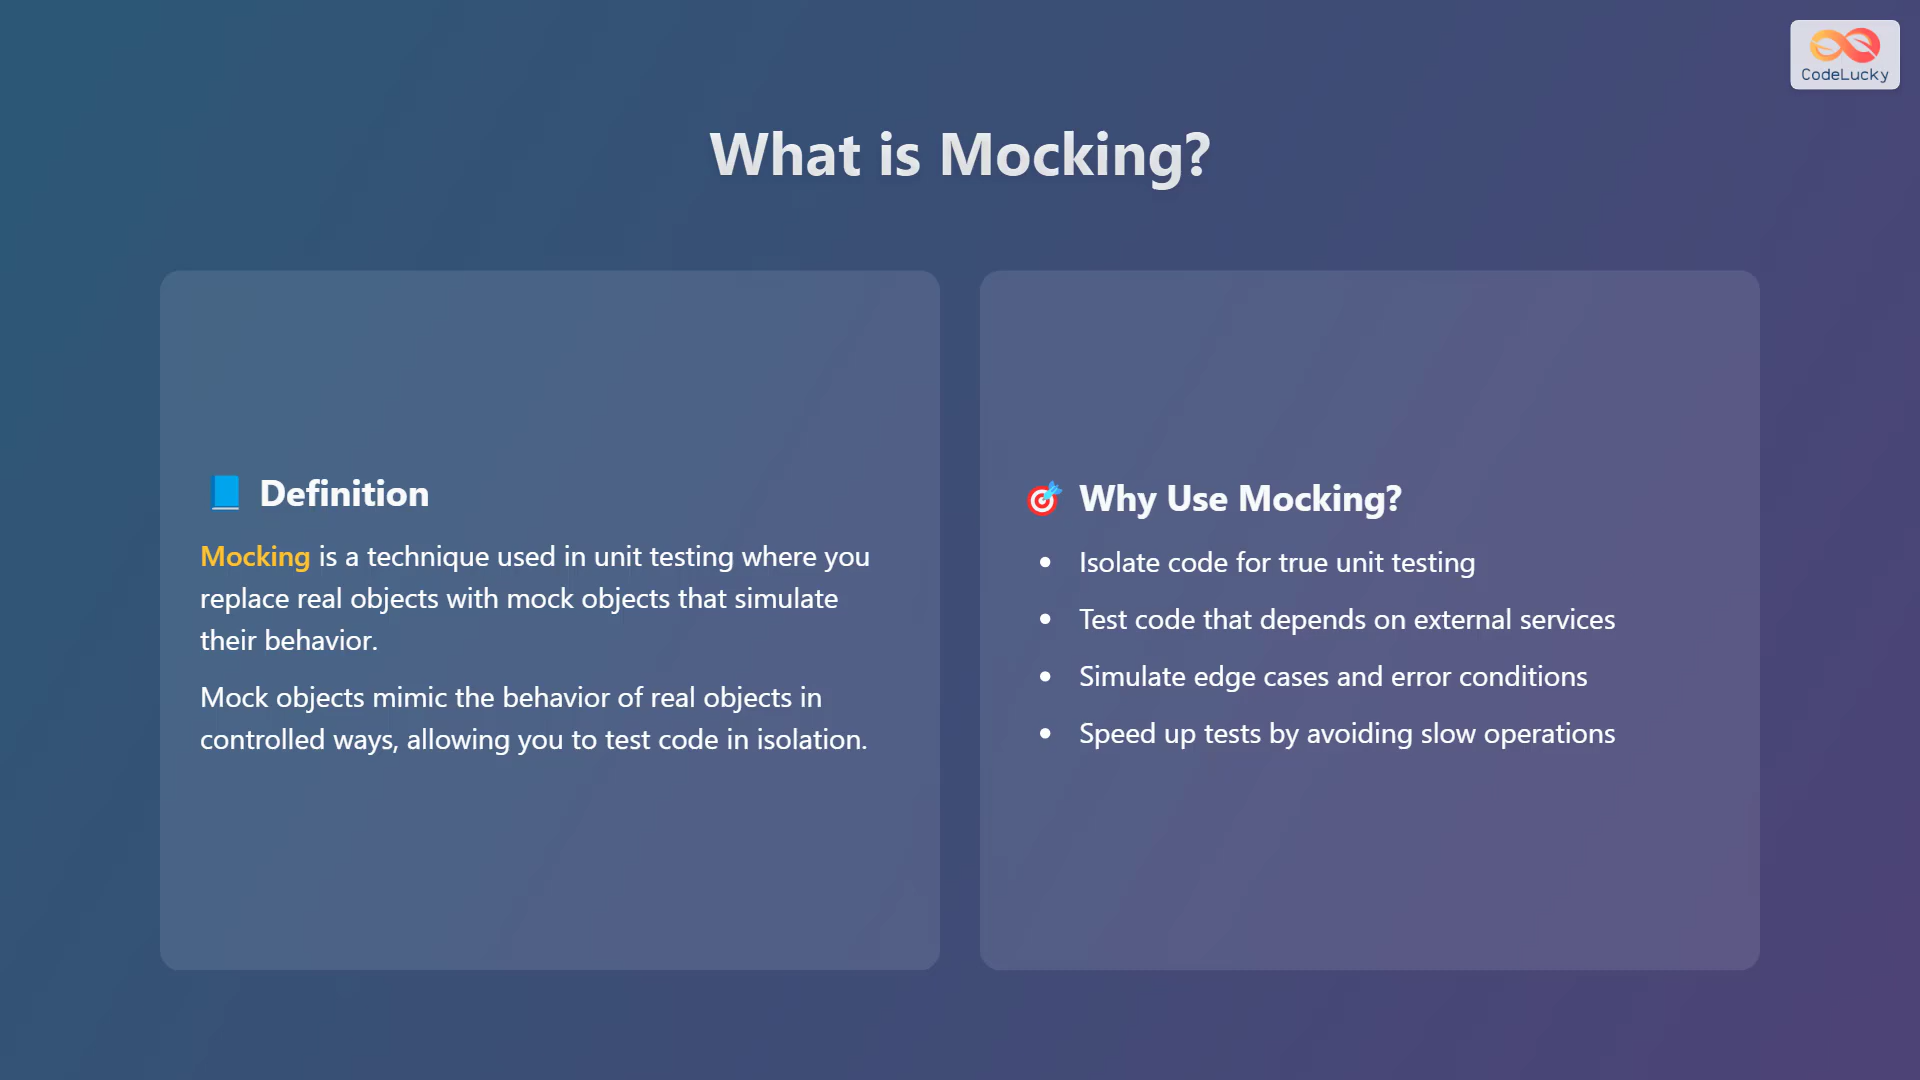 CodeLucky
What is Mocking?
📘 Definition
Mocking is a technique used in unit testing where you
replace real objects with mock objects that simulate
their behavior.
Mock objects mimic the behavior of real objects in
controlled ways, allowing you to test code in isolation.
🎯 Why Use Mocking?
• Isolate code for true unit testing
• Test code that depends on external services
• Simulate edge cases and error conditions
• Speed up tests by avoiding slow operations